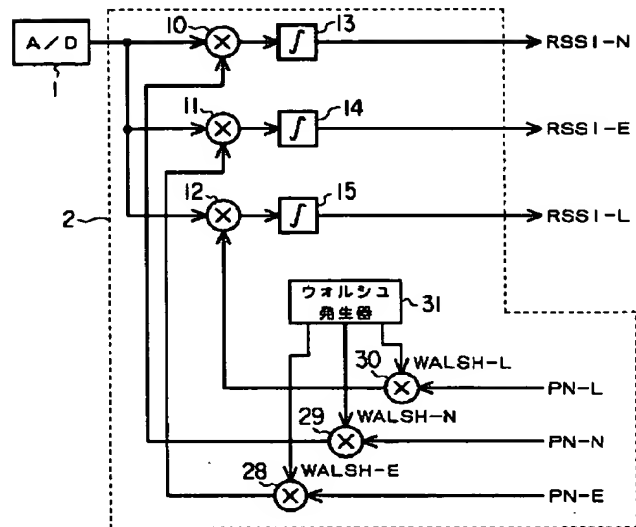 A/D
1
2
10
13
RSSI-N
11
14
RSSI-E
12
15
RSSI-L
ウォルシュ
発生器
31
WALSH-L
30
PN-L
WALSH-N
29
PN-N
WALSH-E
28
PN-E